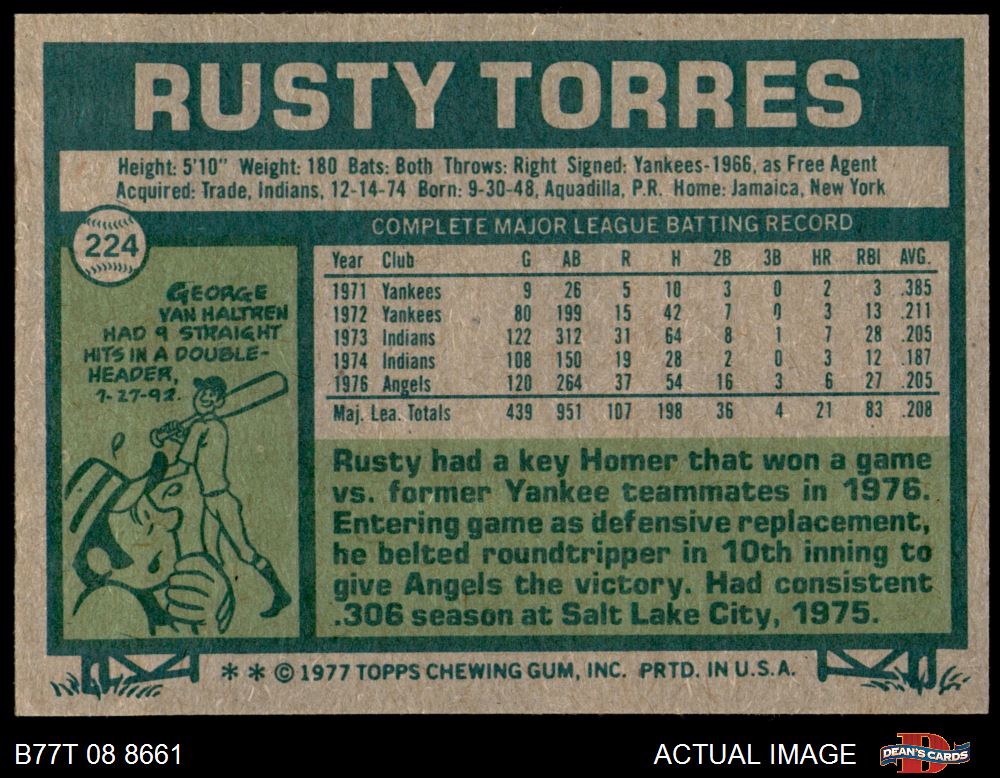 RUSTY TORRES
Height: 5'10" Weight: 180 Bats: Both Throws: Right Signed: Yankees-1966, as Free Agent
Acquired: Trade, Indians, 12-14-74 Born: 9-30-48, Aquadilla, P.R. Home: Jamaica, New York
224
COMPLETE MAJOR LEAGUE BATTING RECORD
Year Club G AB R H 2B 3B HR RBI AVG.
1971 Yankees 9 26 5 10 3 0 2 3 .385
1972 Yankees 80 199 15 42 7 0 3 13 .211
1973 Indians 122 312 31 64 8 1 7 28 .205
1974 Indians 108 150 19 28 2 0 3 12 .187
1976 Angels 120 264 37 54 16 3 6 27 .205
Maj. Lea. Totals 439 951 107 198 36 4 21 83 .208
GEORGE
VAN HALTREN
HAD 9 STRAIGHT
HITS IN A DOUBLE-
HEADER,
7-27-92.
Rusty had a key Homer that won a game
vs. former Yankee teammates in 1976.
Entering game as defensive replacement,
he belted roundtripper in 10th inning to
give Angels the victory. Had consistent
.306 season at Salt Lake City, 1975.
* * © 1977 TOPPS CHEWING GUM, INC. PRTD. IN U.S.A.
B77T 08 8661
ACTUAL IMAGE
DEAN'S CARDS